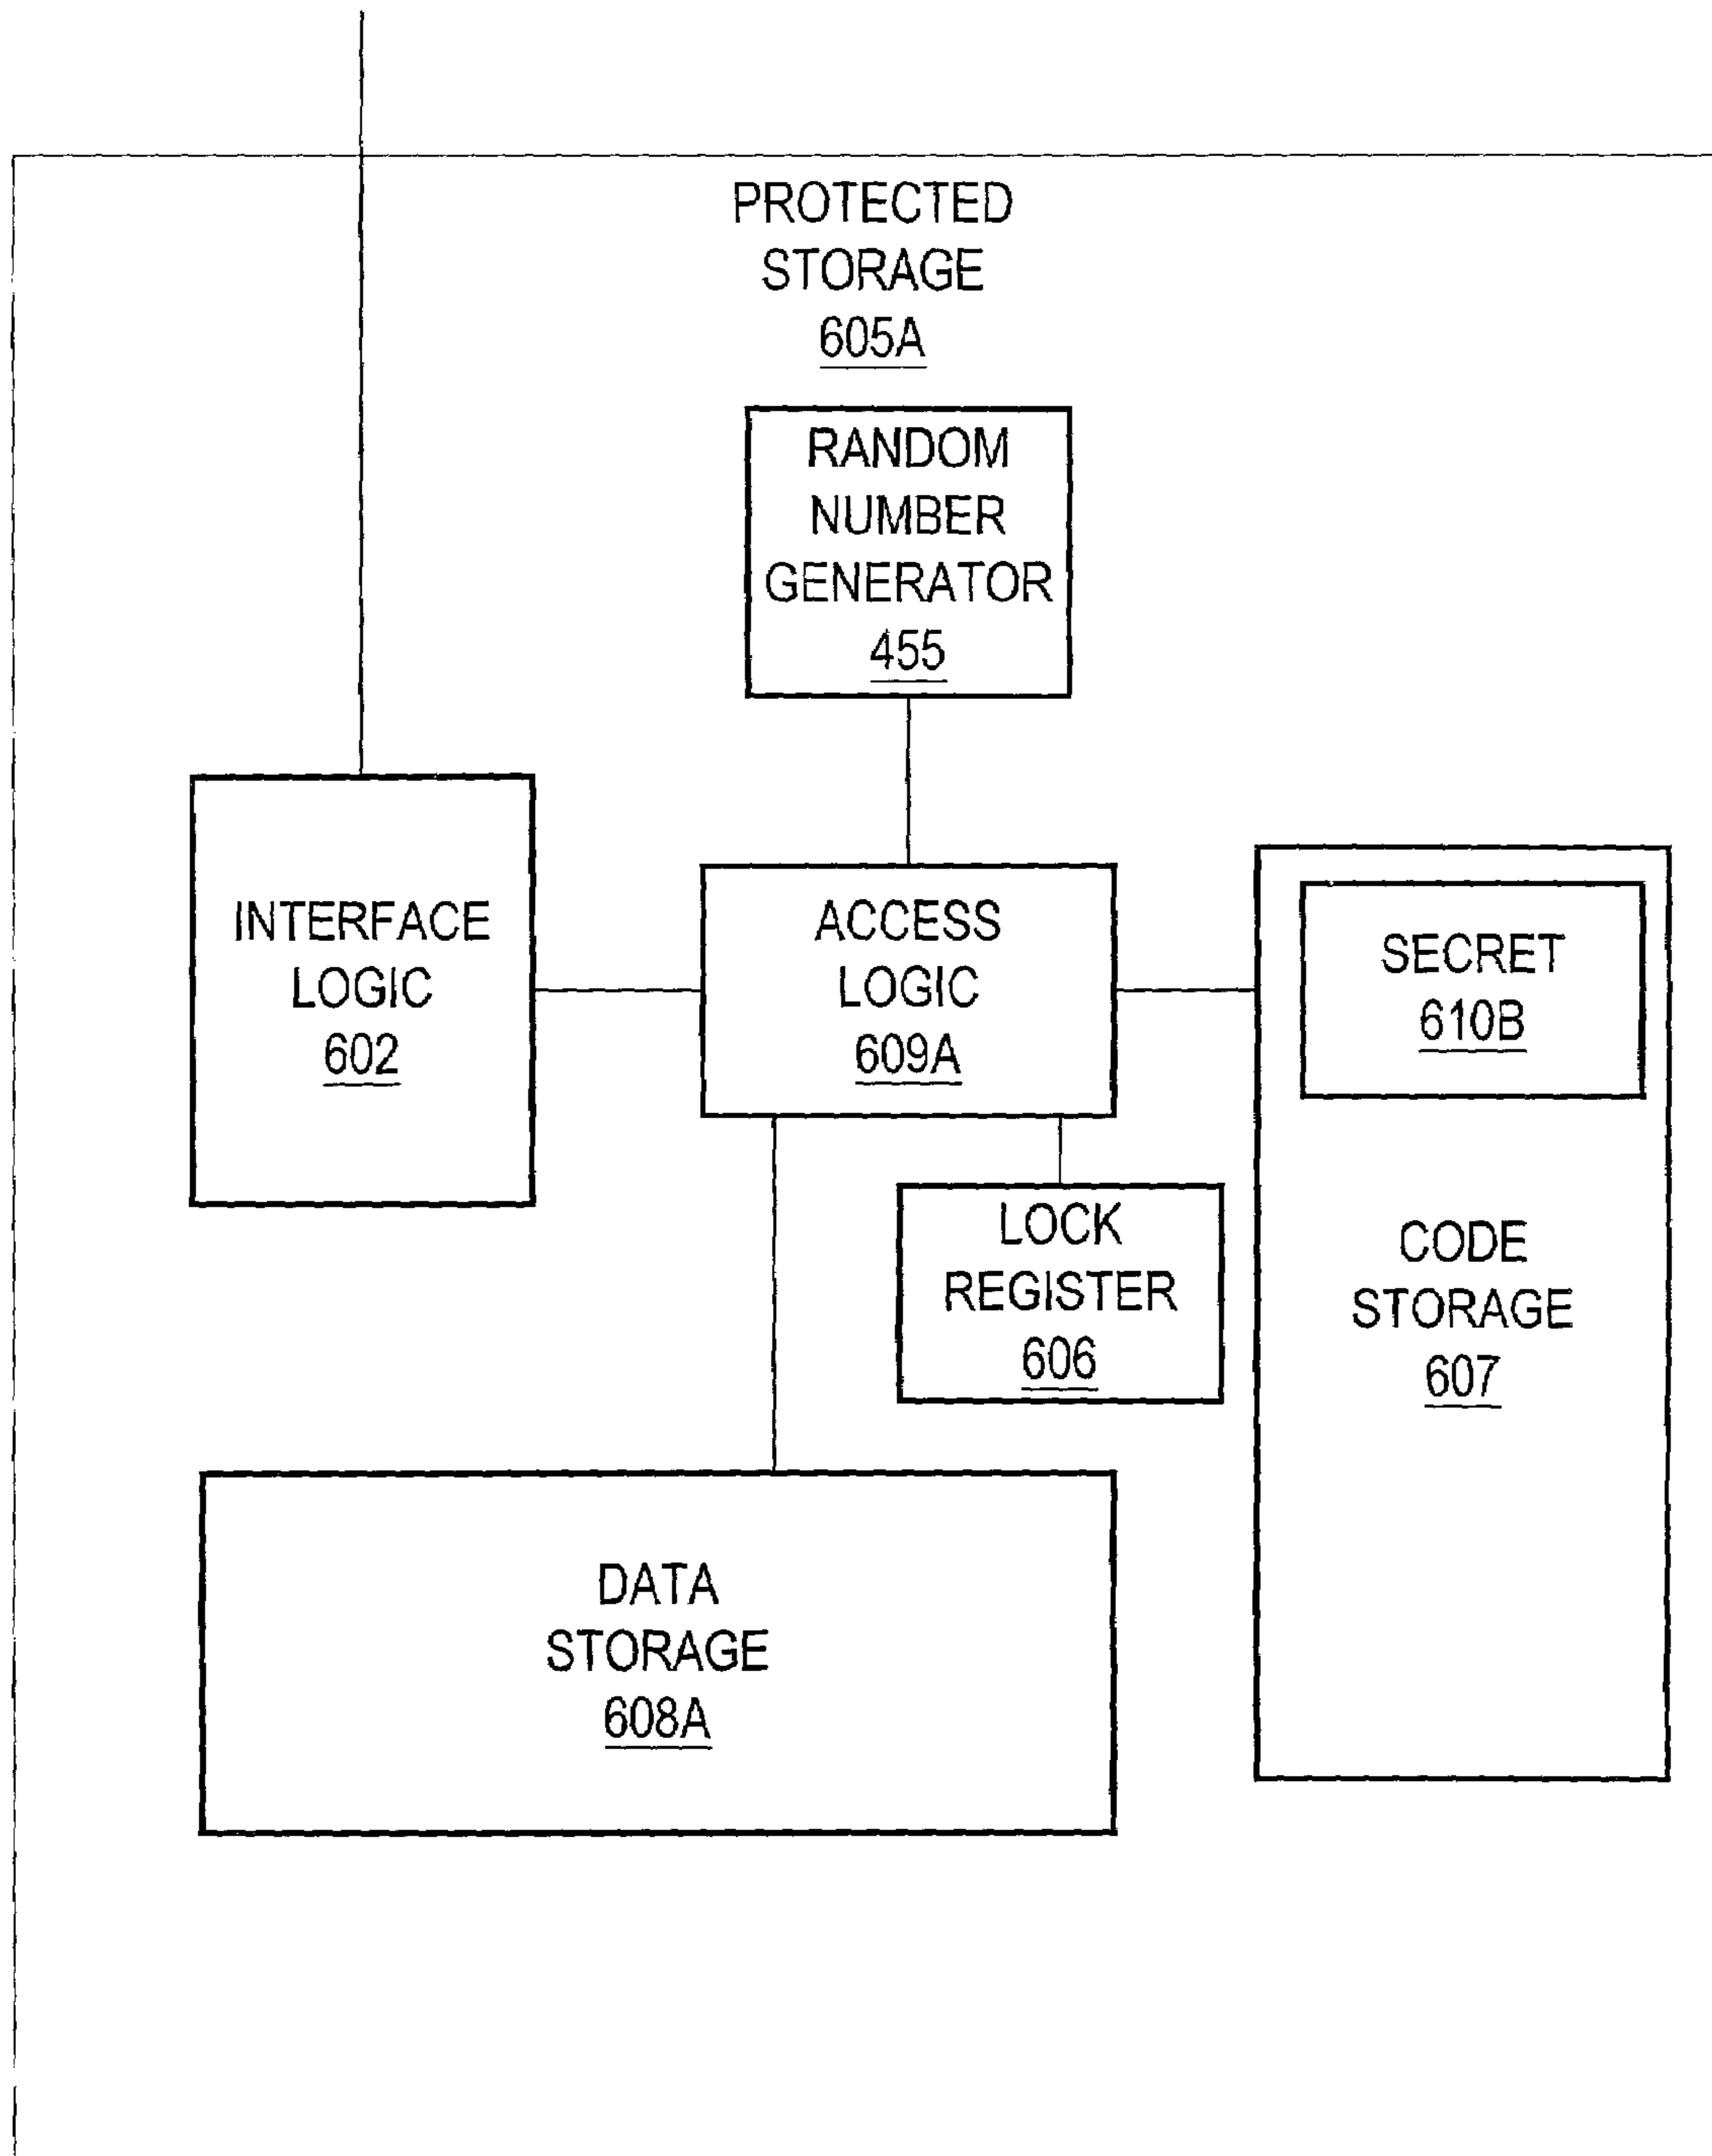 PROTECTED
STORAGE
605A
RANDOM
NUMBER
GENERATOR
455
INTERFACE
LOGIC
602
ACCESS
LOGIC
609A
SECRET
610B
LOCK
REGISTER
606
CODE
STORAGE
607
DATA
STORAGE
608A